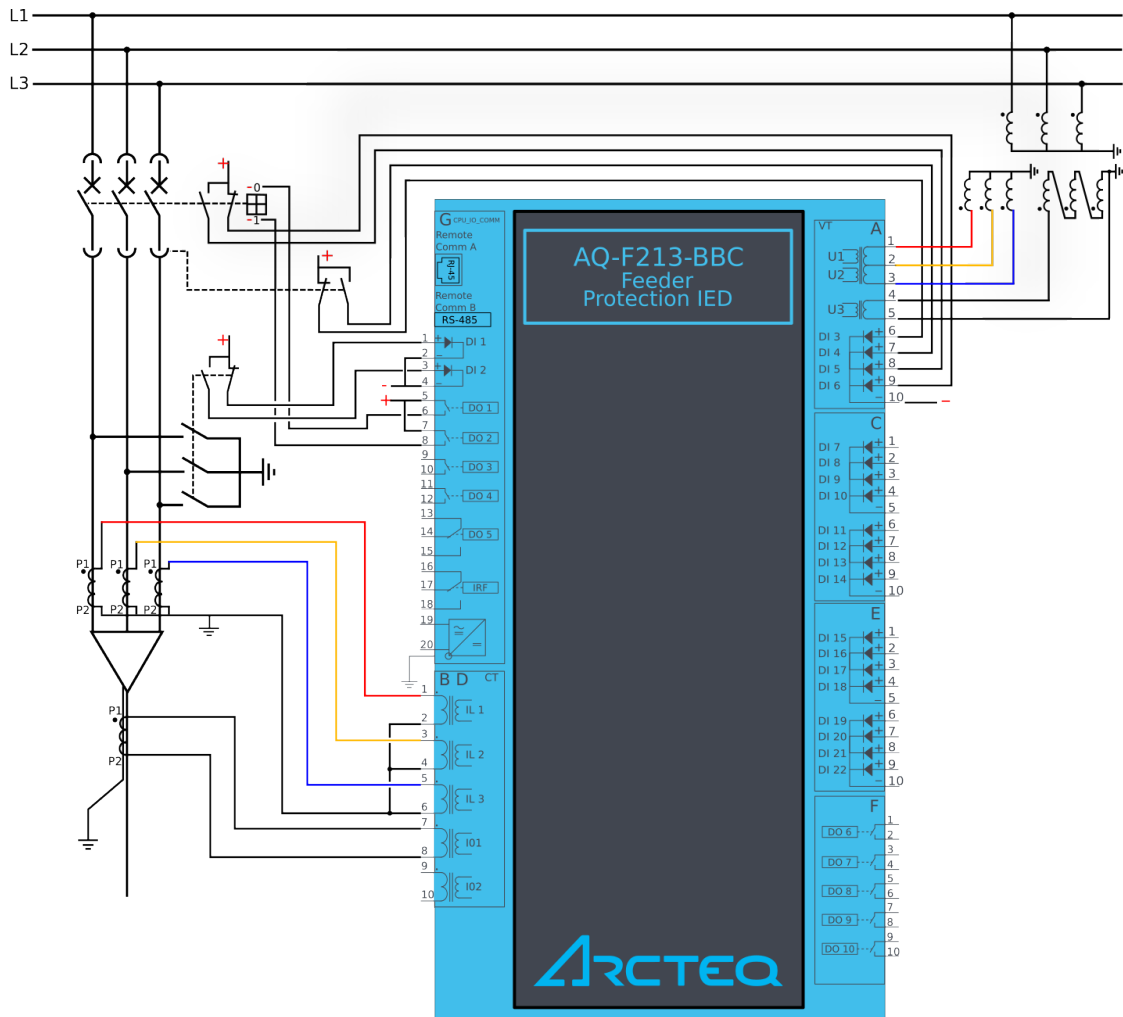 L1
L2
L3
+
-0
-1
+
+
-
+
G CPU_IO_COMM
Remote
Comm A
RJ-45
Remote
Comm B
RS-485
1 + DI 1
2 -
3 + DI 2
4 -
5
6 DO 1
7
8 DO 2
9
10 DO 3
11
12 DO 4
13
14 DO 5
15
16
17 IRF
18
19
20
B D CT
1
2 IL 1
3
4 IL 2
5
6 IL 3
7
8 I01
9
10 I02
P1 P1 P1
P2 P2 P2
P1
P2
AQ-F213-BBC
Feeder
Protection IED
ARCTEQ
VT A
U1 1
2
U2 3
U3 4
5
DI 3 + 6
DI 4 + 7
DI 5 + 8
DI 6 + 9
- 10 -
C
DI 7 + 1
DI 8 + 2
DI 9 + 3
DI 10 + 4
- 5
DI 11 + 6
DI 12 + 7
DI 13 + 8
DI 14 + 9
- 10
E
DI 15 + 1
DI 16 + 2
DI 17 + 3
DI 18 + 4
- 5
DI 19 + 6
DI 20 + 7
DI 21 + 8
DI 22 + 9
- 10
F
DO 6 1
2
DO 7 3
4
DO 8 5
6
DO 9 7
8
DO 10 9
10